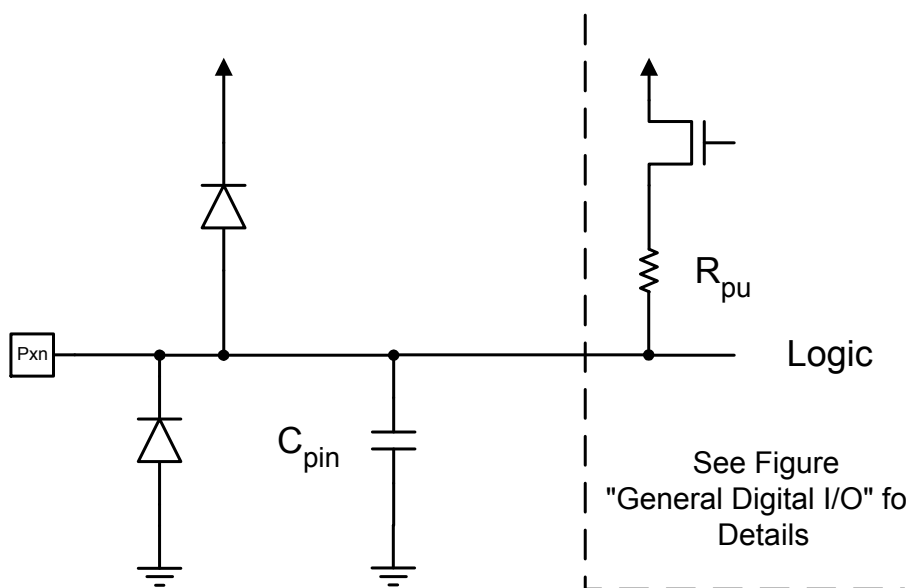 R
pu
Pxn
Logic
C
pin
See Figure
"General Digital I/O" fo
Details